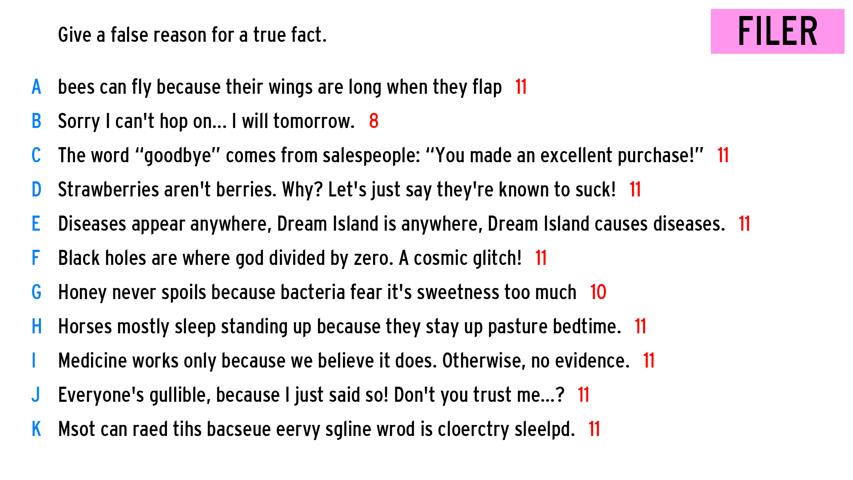 Give a false reason for a true fact.
FILER
A bees can fly because their wings are long when they flap 11
B Sorry I can't hop on... I will tomorrow. 8
C The word “goodbye” comes from salespeople: “You made an excellent purchase!” 11
D Strawberries aren't berries. Why? Let's just say they're known to suck! 11
E Diseases appear anywhere, Dream Island is anywhere, Dream Island causes diseases. 11
F Black holes are where god divided by zero. A cosmic glitch! 11
G Honey never spoils because bacteria fear it's sweetness too much 10
H Horses mostly sleep standing up because they stay up pasture bedtime. 11
I Medicine works only because we believe it does. Otherwise, no evidence. 11
J Everyone's gullible, because I just said so! Don't you trust me...? 11
K Msot can raed tihs bacseue eervy sgline wrod is cloerctry sleelpd. 11